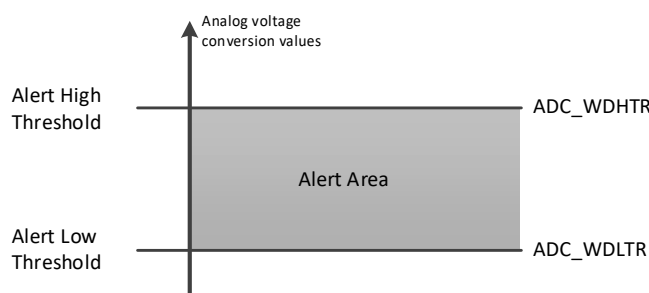 Analog voltage
conversion values
Alert High
Threshold
ADC_WDHTR
Alert Area
Alert Low
Threshold
ADC_WDLTR